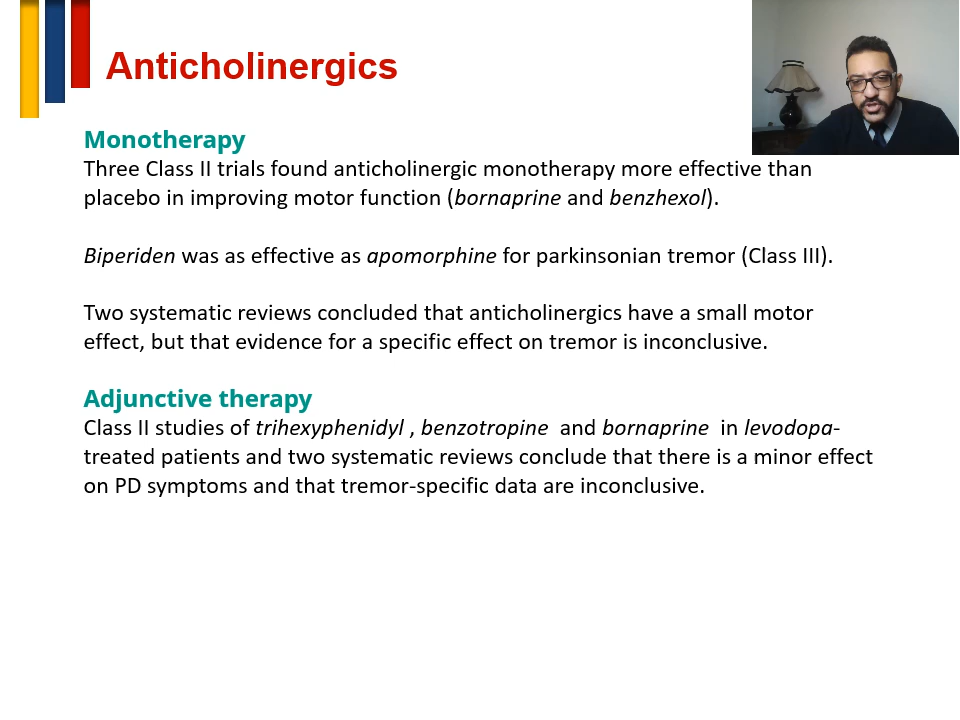 Anticholinergics
Monotherapy
Three Class II trials found anticholinergic monotherapy more effective than
placebo in improving motor function (bornaprine and benzhexol).
Biperiden was as effective as apomorphine for parkinsonian tremor (Class III).
Two systematic reviews concluded that anticholinergics have a small motor
effect, but that evidence for a specific effect on tremor is inconclusive.
Adjunctive therapy
Class II studies of trihexyphenidyl , benzotropine  and bornaprine  in levodopa-
treated patients and two systematic reviews conclude that there is a minor effect
on PD symptoms and that tremor-specific data are inconclusive.